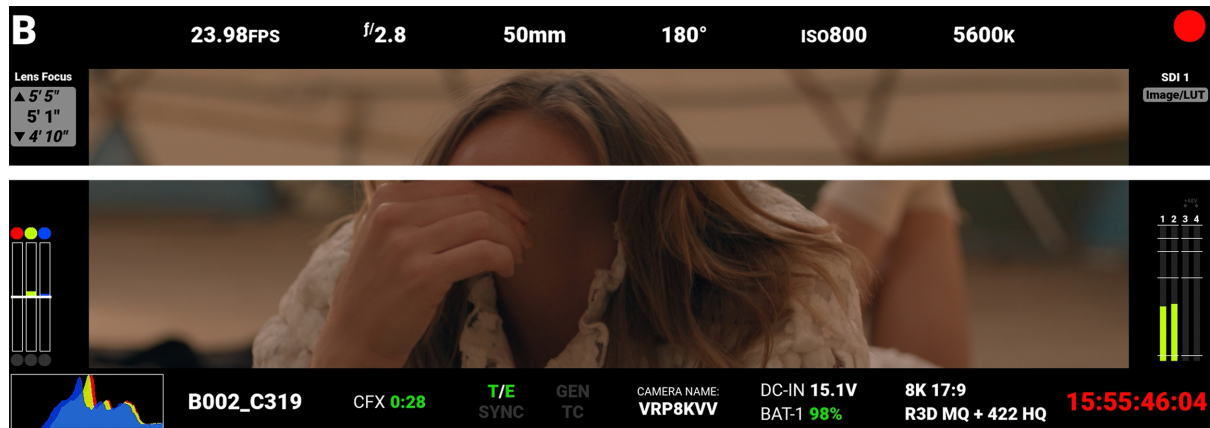 B 23.98FPS ƒ/2.8 50mm 180° ISO800 5600K
Lens Focus
▲ 5' 5"
5' 1"
▼ 4' 10"
SDI 1
Image/LUT
+48V
1 2 3 4
B002_C319
CFX 0:28
T/E GEN
SYNC TC
CAMERA NAME:
VRP8KVV
DC-IN 15.1V
BAT-1 98%
8K 17:9
R3D MQ + 422 HQ
15:55:46:04